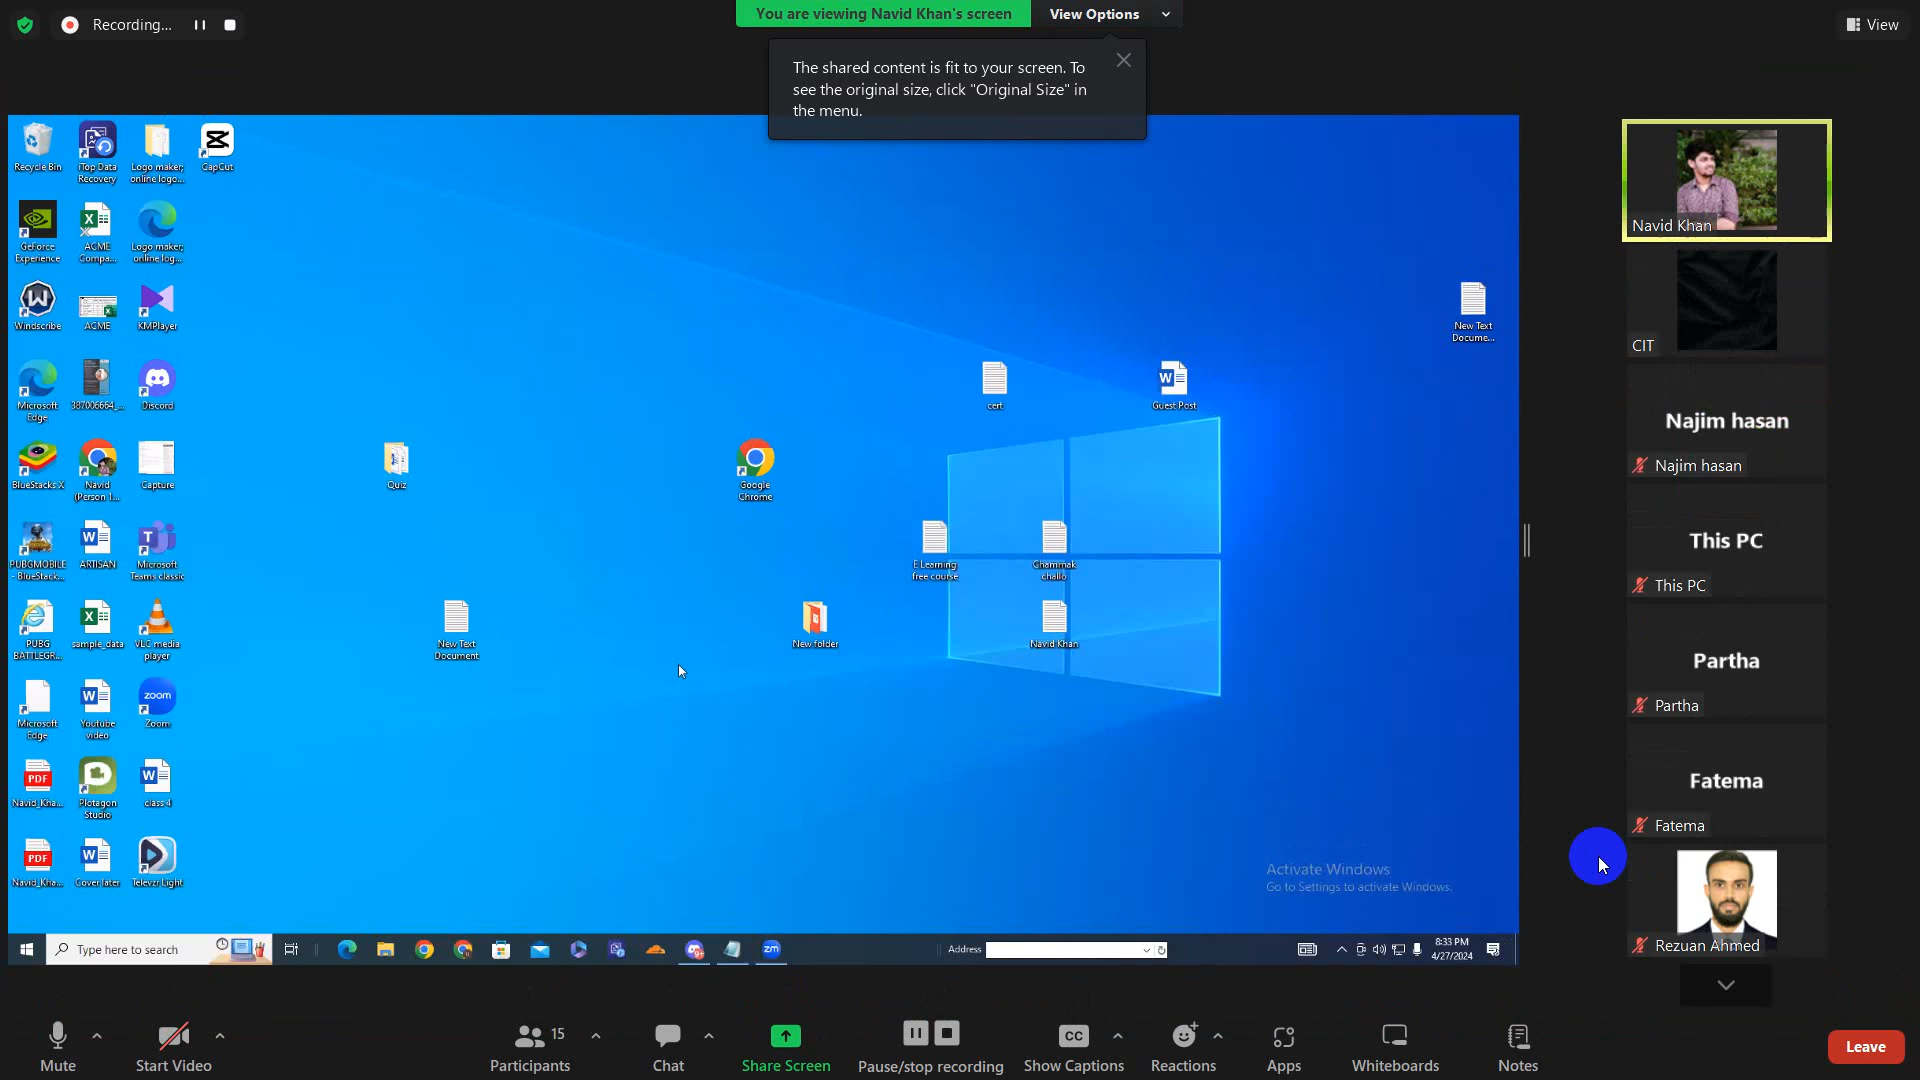 Recording...
You are viewing Navid Khan's screen
View Options
View
The shared content is fit to your screen. To
see the original size, click "Original Size" in
the menu.
Recycle Bin
iTop Data
Recovery
Logo maker;
online logo...
CapCut
GeForce
Experience
ACME
Compa...
Logo maker;
online log...
Windscribe
ACME
KMPlayer
Microsoft
Edge
387006664_...
Discord
BlueStacks X
Navid
(Person 1...
Capture
PUBGMOBILE
- BlueStack...
ARTISAN
Microsoft
Teams classic
PUBG
BATTLEGR...
sample_data
VLC media
player
Microsoft
Edge
Youtube
video
zoom
Zoom
PDF
Navid_Kha...
Plotagon
Studio
class 4
PDF
Navid_Kha...
Cover later
Televzr Light
Quiz
New Text
Document
Google
Chrome
New folder
cert
Guest Post
E.Learning
free course
Chammak
challo
Navid Khan
New Text
Docume...
Activate Windows
Go to Settings to activate Windows.
Type here to search
zm
Address
8:33 PM
4/27/2024
Navid Khan
CIT
Najim hasan
Najim hasan
This PC
This PC
Partha
Partha
Fatema
Fatema
Rezuan Ahmed
Mute
Start Video
15
Participants
Chat
Share Screen
Pause/stop recording
CC
Show Captions
Reactions
Apps
Whiteboards
Notes
Leave